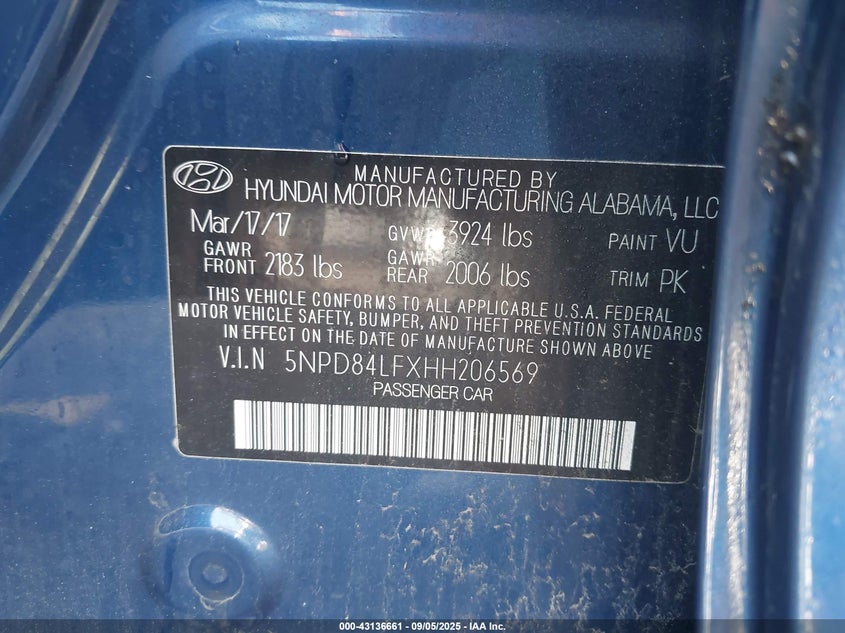 MANUFACTURED BY
HYUNDAI MOTOR MANUFACTURING ALABAMA, LLC
Mar/17/17 GVWR 3924 lbs PAINT VU
GAWR FRONT 2183 lbs GAWR REAR 2006 lbs TRIM PK
THIS VEHICLE CONFORMS TO ALL APPLICABLE U.S.A. FEDERAL
MOTOR VEHICLE SAFETY, BUMPER, AND THEFT PREVENTION STANDARDS
IN EFFECT ON THE DATE OF MANUFACTURE SHOWN ABOVE
V.I.N 5NPD84LFXHH206569
PASSENGER CAR
000-43136661 - 09/05/2025 - IAA Inc.